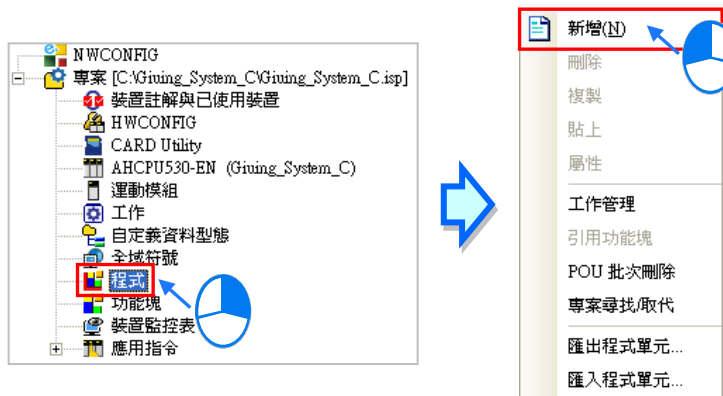 NWCONFIG
專案 [C:\Giuing_System_C\Giuing_System_C.isp]
裝置註解與已使用裝置
HWCONFIG
CARD Utility
AHCPU530-EN (Giuing_System_C)
運動模組
工作
自定義資料型態
全域符號
程式
功能塊
裝置監控表
應用指令
新增(N)
刪除
複製
貼上
屬性
工作管理
引用功能塊
POU 批次刪除
專案尋找/取代
匯出程式單元...
匯入程式單元...